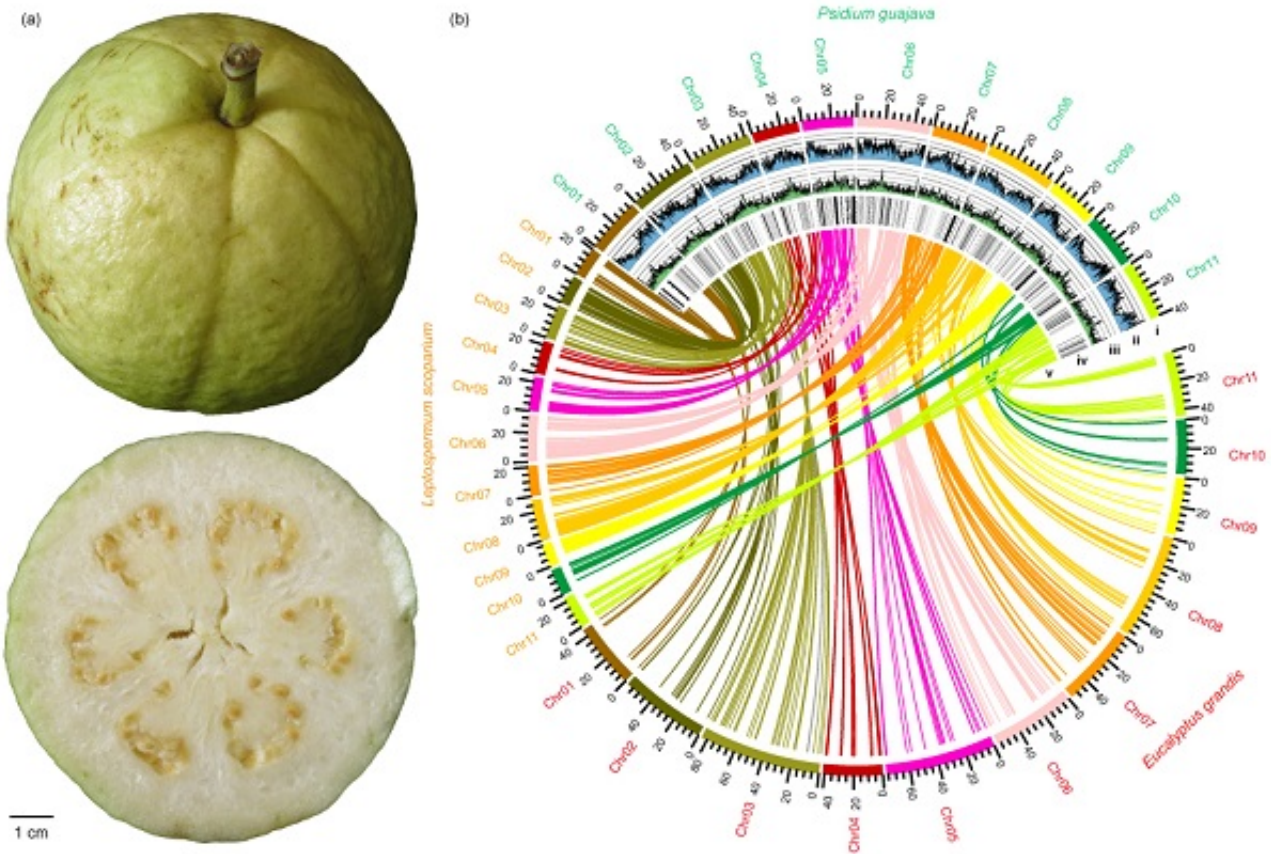 (a)
1 cm
(b)
Psidium guajava
Chr01
Chr02
Chr03
Chr04
Chr05
Chr06
Chr07
Chr08
Chr09
Chr10
Chr11
i
ii
iii
iv
v
Leptospermum scoparium
Chr01
Chr02
Chr03
Chr04
Chr05
Chr06
Chr07
Chr08
Chr09
Chr10
Chr11
Eucalyptus grandis
Chr01
Chr02
Chr03
Chr04
Chr05
Chr06
Chr07
Chr08
Chr09
Chr10
Chr11